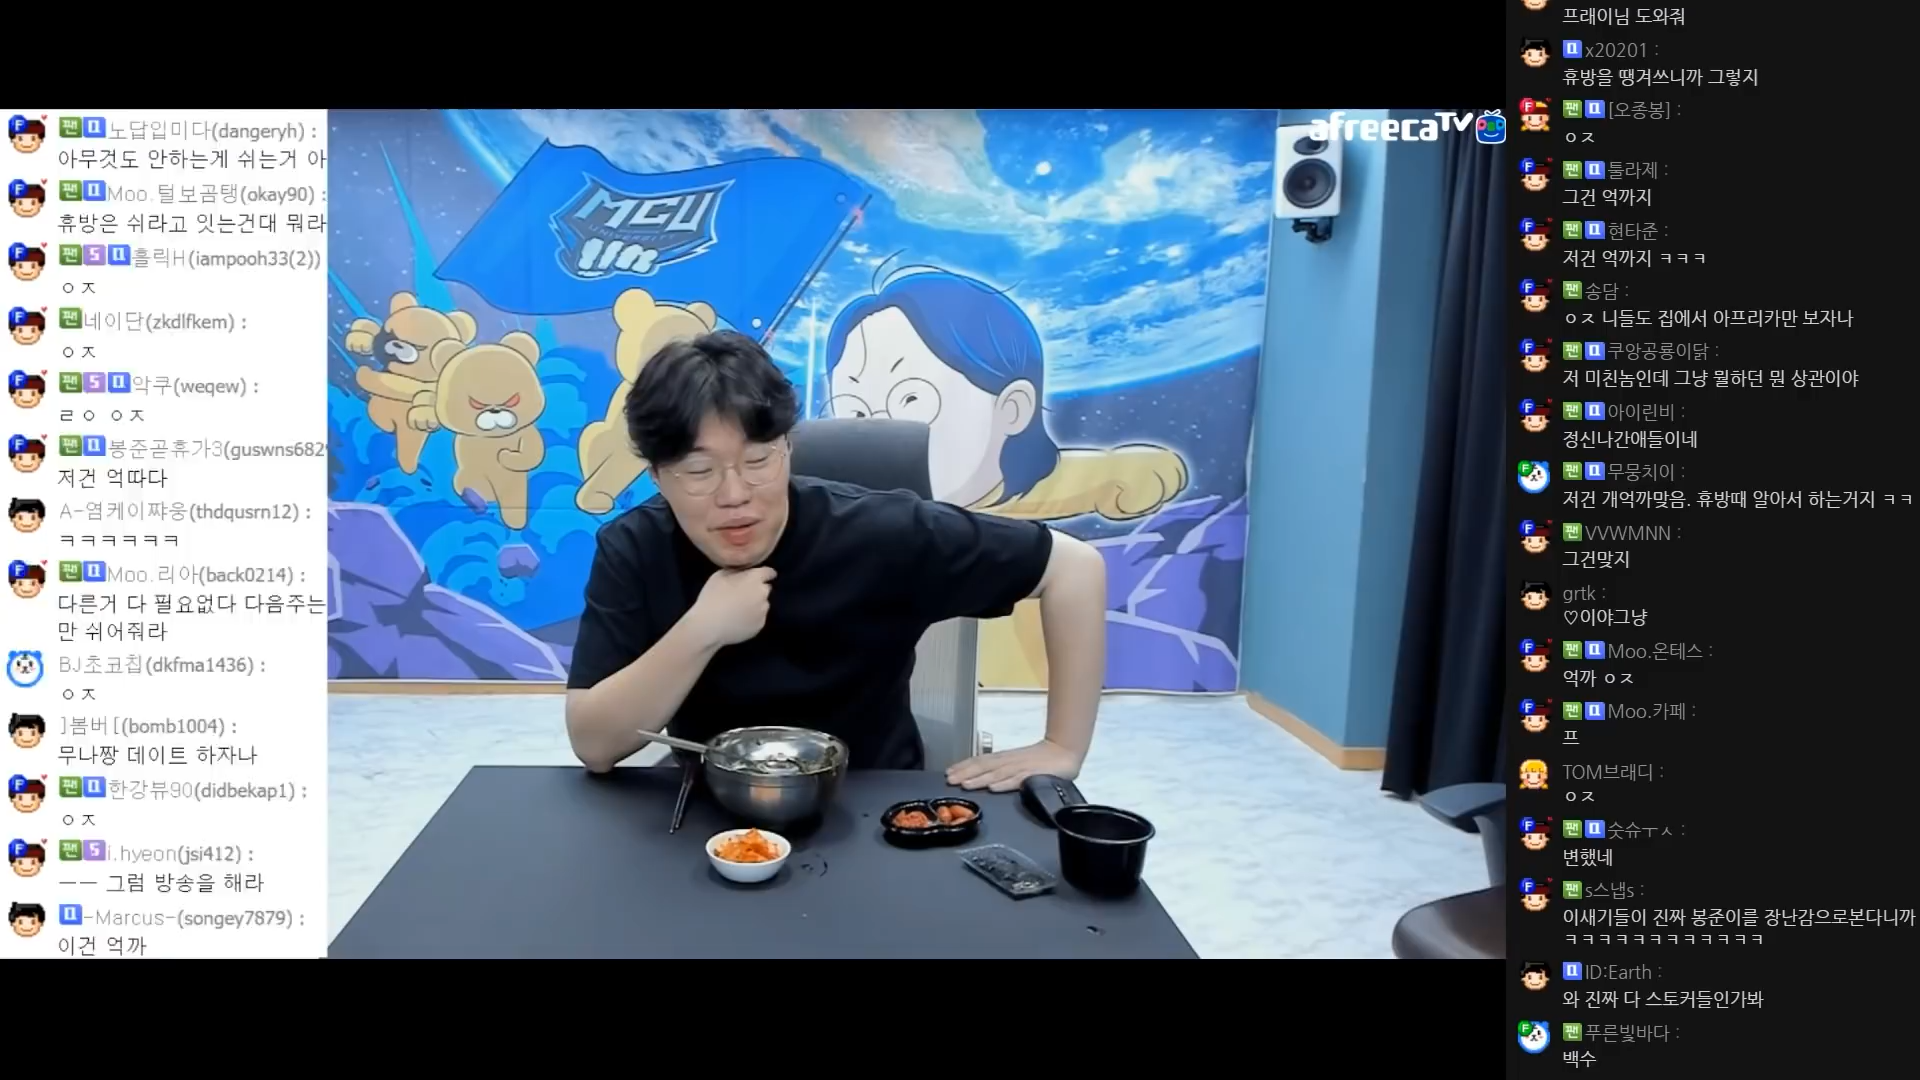 노답입미다(dangeryh) :
아무것도 안하는게 쉬는거 아
Moo.털보곰탱(okay90) :
휴방은 쉬라고 잇는건대 뭐라
홀릭H(iampooh33(2))
ㅇㅈ
네이단(zkdlfkem) :
ㅇㅈ
악쿠(weqew) :
ㄹㅇ ㅇㅈ
봉준곧휴가3(guswns682
저건 억따다
A-염케이쨔웅(thdqusrn12) :
ㅋㅋㅋㅋㅋㅋㅋ
Moo.리아(back0214) :
다른거 다 필요없다 다음주는
만 쉬어줘라
BJ초코칩(dkfma1436) :
ㅇㅈ
]봄버[(bomb1004) :
무나짱 데이트 하자나
한강뷰90(didbekap1) :
ㅇㅈ
i.hyeon(jsi412) :
ㅡㅡ 그럼 방송을 해라
-Marcus-(songey7879) :
이건 억까
MCU
UNIVERSITY
afreecaTV
프래이님 도와줘
x20201 :
휴방을 땡겨쓰니까 그렇지
[오종봉] :
ㅇㅈ
툴라제 :
그건 억까지
현타준 :
저건 억까지 ㅋㅋㅋ
송담 :
ㅇㅈ 니들도 집에서 아프리카만 보자나
쿠앙공룡이닭 :
저 미친놈인데 그냥 뭘하던 뭔 상관이야
아이린비 :
정신나간애들이네
무뭉치이 :
저건 개억까맞음. 휴방때 알아서 하는거지 ㅋㅋ
VVWMNN :
그건맞지
grtk :
♡이야그냥
Moo.온테스 :
억까 ㅇㅈ
Moo.카페 :
프
TOM브래디 :
ㅇㅈ
숫슈ㅜㅅ :
변했네
s스냅s :
이새기들이 진짜 봉준이를 장난감으로본다니까
ㅋㅋㅋㅋㅋㅋㅋㅋㅋㅋㅋㅋ
ID:Earth :
와 진짜 다 스토커들인가봐
푸른빛바다 :
백수